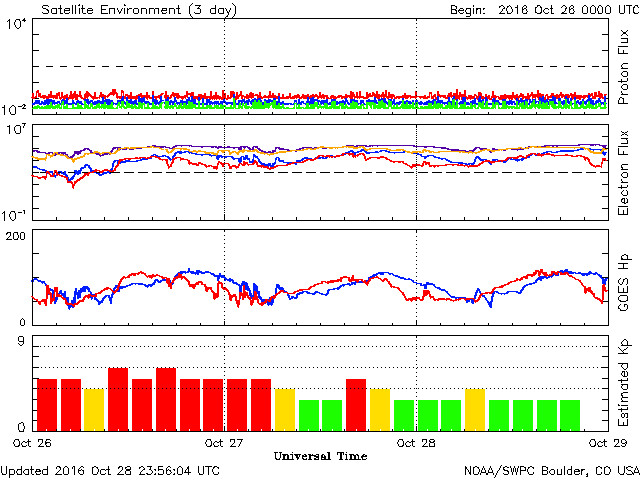 Satellite Environment (3 day) Begin: 2016 Oct 26 0000 UTC
10⁴
10⁻²
Proton Flux
10⁷
10⁻¹
Electron Flux
200
0
GOES Hp
9
0
Estimated Kp
Oct 26 Oct 27 Oct 28 Oct 29
Universal Time
Updated 2016 Oct 28 23:56:04 UTC NOAA/SWPC Boulder, CO USA